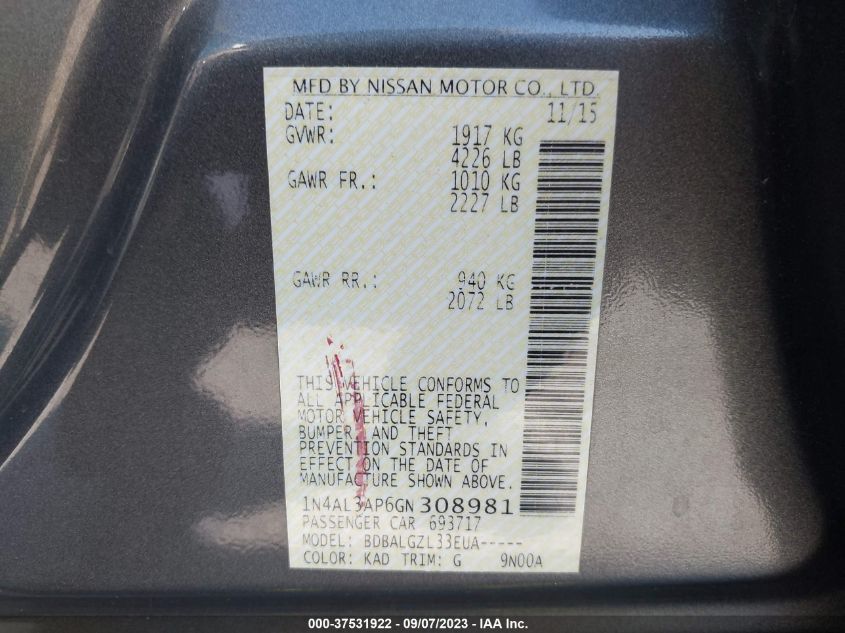 MFD BY NISSAN MOTOR CO., LTD.
DATE: 11/15
GVWR: 1917 KG
4226 LB
GAWR FR.: 1010 KG
2227 LB
GAWR RR.: 940 KG
2072 LB
THIS VEHICLE CONFORMS TO
ALL APPLICABLE FEDERAL
MOTOR VEHICLE SAFETY,
BUMPER, AND THEFT
PREVENTION STANDARDS IN
EFFECT ON THE DATE OF
MANUFACTURE SHOWN ABOVE.
1N4AL3AP6GN308981
PASSENGER CAR 693717
MODEL: BDBALGZL33EUA-----
COLOR: KAD TRIM: G 9N00A
000-37531922 - 09/07/2023 - IAA Inc.